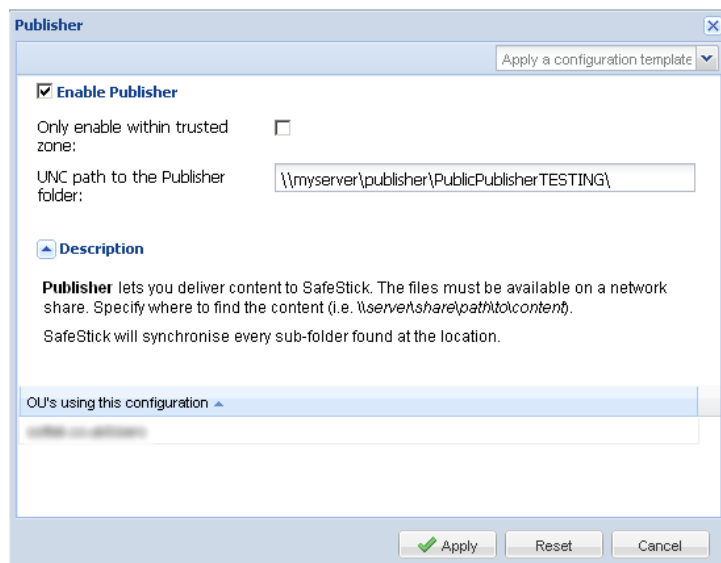 Publisher
Apply a configuration template
Enable Publisher
Only enable within trusted
zone:
UNC path to the Publisher
folder:
\\myserver\publisher\PublicPublisherTESTING\
Description
Publisher lets you deliver content to SafeStick. The files must be available on a network
share. Specify where to find the content (i.e. \\server\share\path\to\content).
SafeStick will synchronise every sub-folder found at the location.
OU's using this configuration
Apply
Reset
Cancel